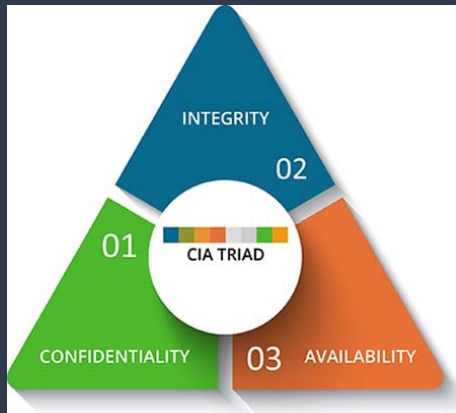 INTEGRITY
02
01
CIA TRIAD
CONFIDENTIALITY
03 AVAILABILITY